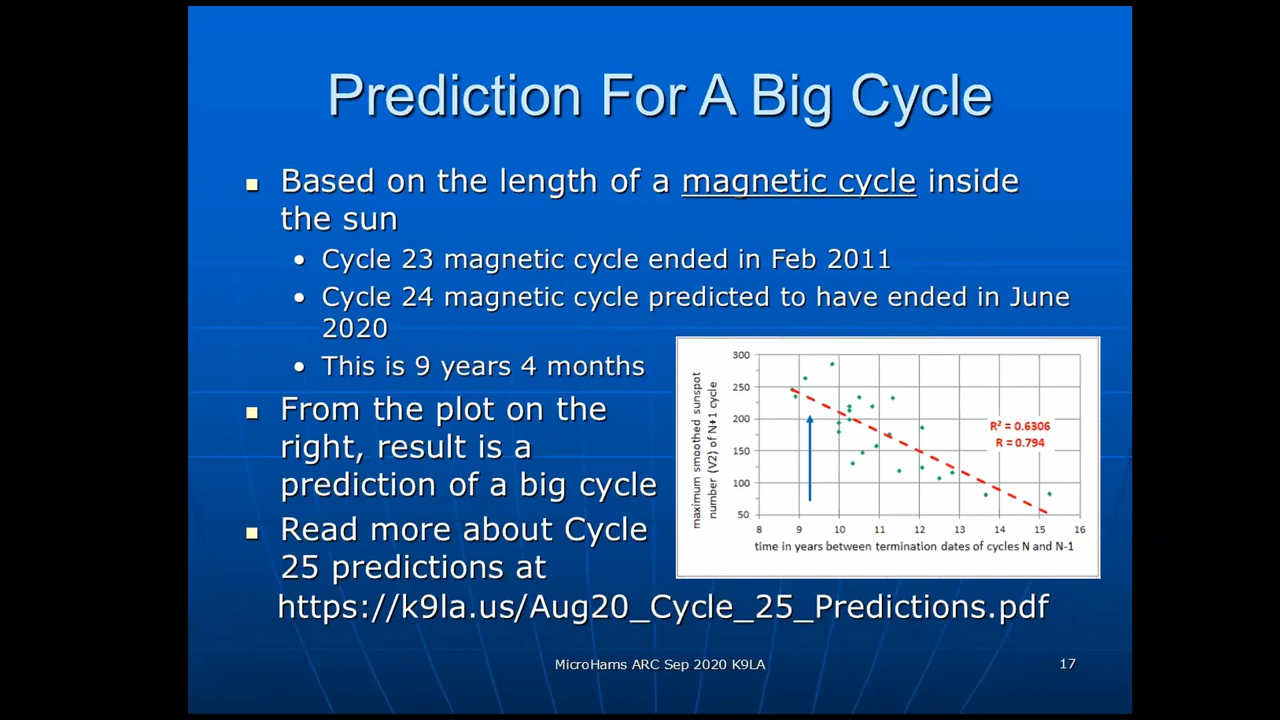 Prediction For A Big Cycle
Based on the length of a magnetic cycle inside
the sun
Cycle 23 magnetic cycle ended in Feb 2011
Cycle 24 magnetic cycle predicted to have ended in June
2020
This is 9 years 4 months
From the plot on the
right, result is a
prediction of a big cycle
Read more about Cycle
25 predictions at
https://k9la.us/Aug20_Cycle_25_Predictions.pdf
maximum smoothed sunspot
number (V2) of N+1 cycle
300
250
200
150
100
50
R² = 0.6306
R = 0.794
8 9 10 11 12 13 14 15 16
time in years between termination dates of cycles N and N-1
MicroHams ARC Sep 2020 K9LA
17